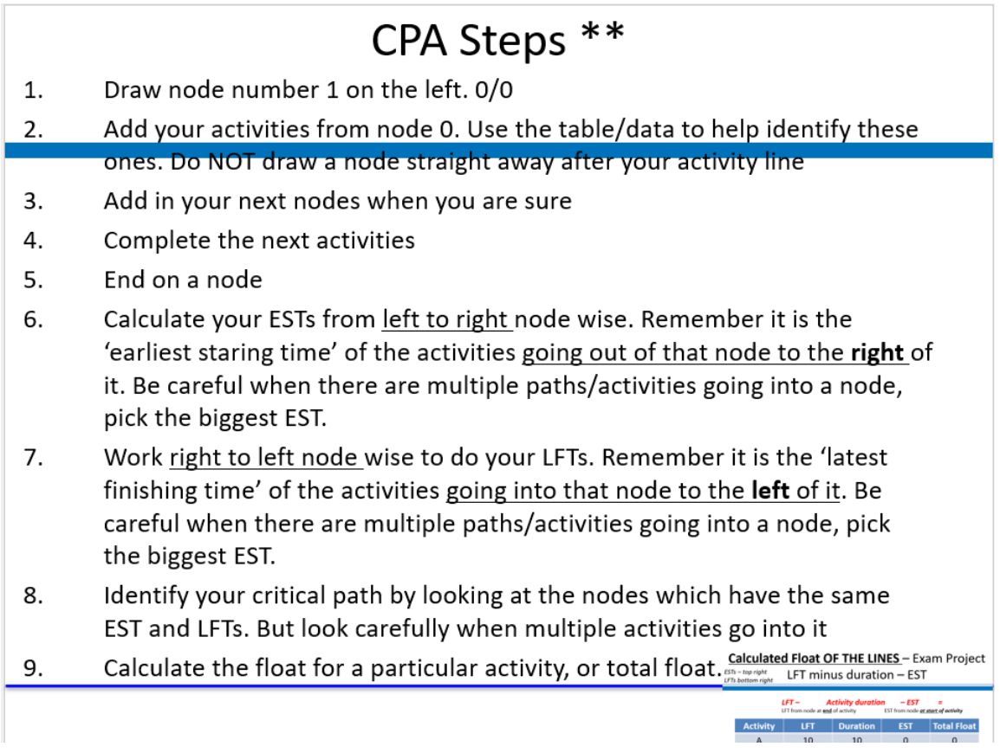 CPA Steps **
1. Draw node number 1 on the left. 0/0
2. Add your activities from node 0. Use the table/data to help identify these
ones. Do NOT draw a node straight away after your activity line
3. Add in your next nodes when you are sure
4. Complete the next activities
5. End on a node
6. Calculate your ESTs from left to right node wise. Remember it is the
‘earliest staring time’ of the activities going out of that node to the right of
it. Be careful when there are multiple paths/activities going into a node,
pick the biggest EST.
7. Work right to left node wise to do your LFTs. Remember it is the ‘latest
finishing time’ of the activities going into that node to the left of it. Be
careful when there are multiple paths/activities going into a node, pick
the biggest EST.
8. Identify your critical path by looking at the nodes which have the same
EST and LFTs. But look carefully when multiple activities go into it
9. Calculate the float for a particular activity, or total float.
Calculated Float OF THE LINES – Exam Project
ESTs – top right
LFTs bottom right
LFT minus duration – EST
LFT – Activity duration – EST =
LFT from node at end of activity EST from node at start of activity
Activity LFT Duration EST Total Float
A 10 10 0 0